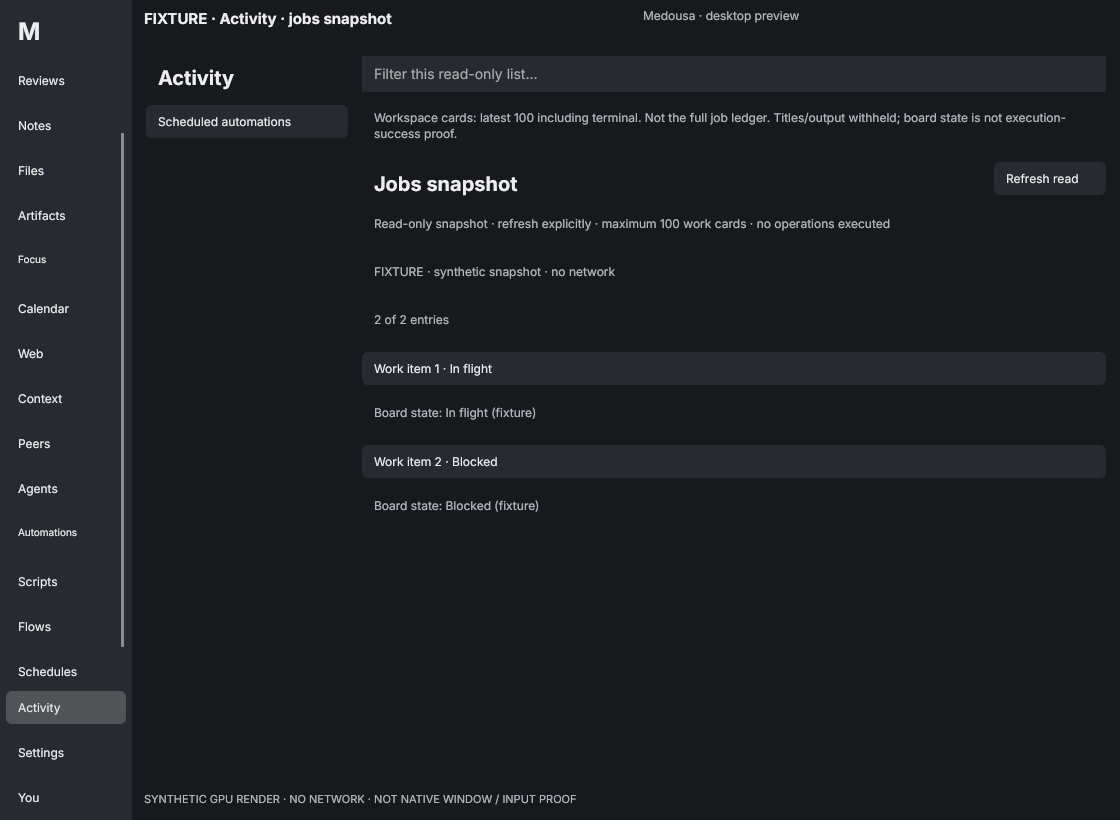 M
Reviews
Notes
Files
Artifacts
Focus
Calendar
Web
Context
Peers
Agents
Automations
Scripts
Flows
Schedules
Activity
Settings
You
FIXTURE · Activity · jobs snapshot
Medousa · desktop preview
Activity
Scheduled automations
Filter this read-only list...
Workspace cards: latest 100 including terminal. Not the full job ledger. Titles/output withheld; board state is not execution-
success proof.
Jobs snapshot
Refresh read
Read-only snapshot · refresh explicitly · maximum 100 work cards · no operations executed
FIXTURE · synthetic snapshot · no network
2 of 2 entries
Work item 1 · In flight
Board state: In flight (fixture)
Work item 2 · Blocked
Board state: Blocked (fixture)
SYNTHETIC GPU RENDER · NO NETWORK · NOT NATIVE WINDOW / INPUT PROOF